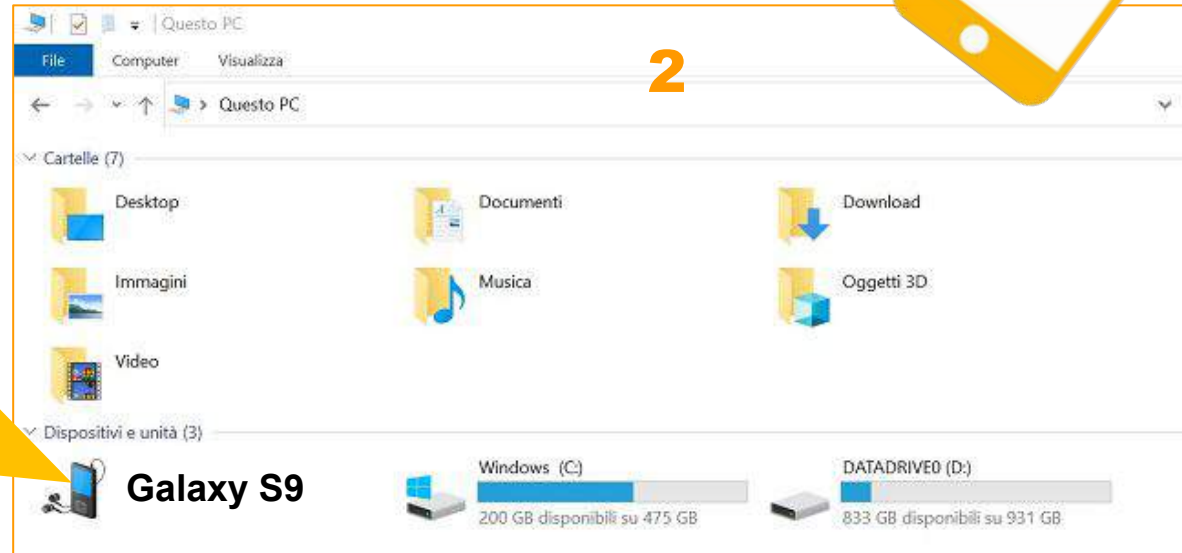 Questo PC
File Computer Visualizza
2
Questo PC
Cartelle (7)
Desktop Documenti Download
Immagini Musica Oggetti 3D
Video
Dispositivi e unità (3)
Galaxy S9
Windows (C:)
200 GB disponibili su 475 GB
DATADRIVE0 (D:)
833 GB disponibili su 931 GB